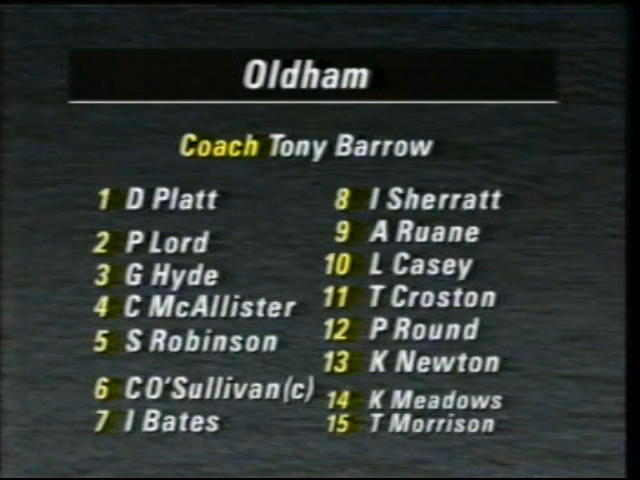 Oldham
Coach Tony Barrow
1 D Platt
2 P Lord
3 G Hyde
4 C McAllister
5 S Robinson
6 C O'Sullivan (c)
7 I Bates
8 I Sherratt
9 A Ruane
10 L Casey
11 T Croston
12 P Round
13 K Newton
14 K Meadows
15 T Morrison